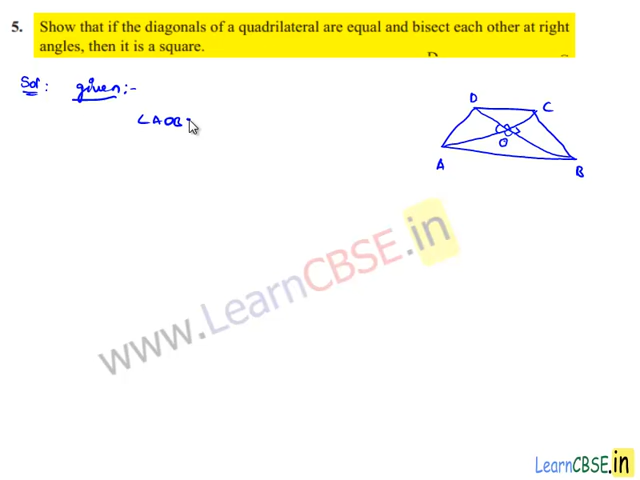 5. Show that if the diagonals of a quadrilateral are equal and bisect each other at right
angles, then it is a square.
Sol: given:-
∠AOB =
D
C
O
A
B
www.LearnCBSE.in
LearnCBSE.in